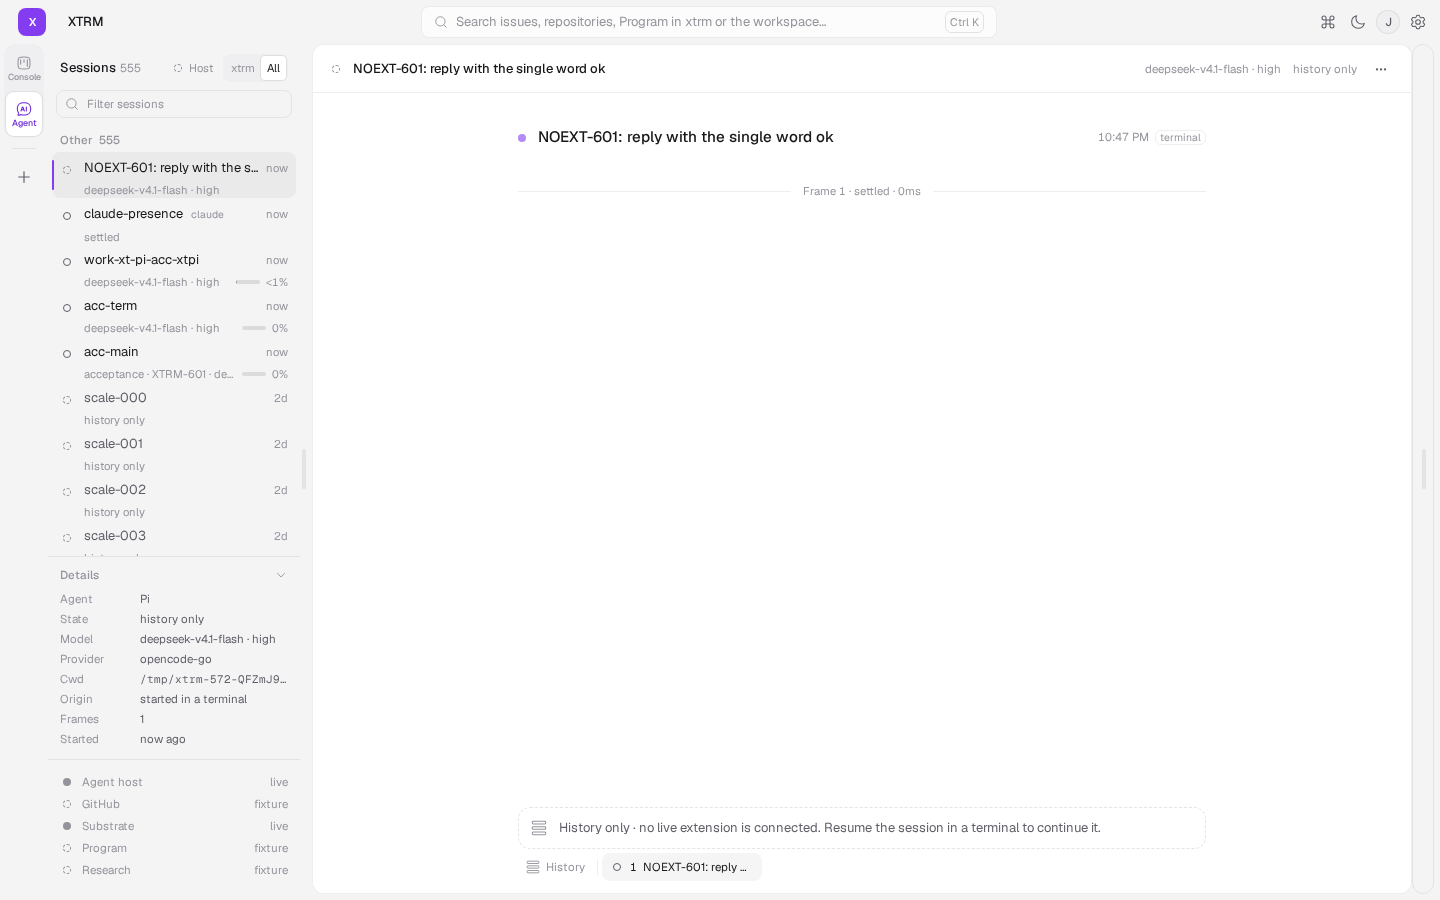 X XTRM Search issues, repositories, Program in xtrm or the workspace... Ctrl K J
Console
Agent
Sessions 555 Host xtrm All
Filter sessions
Other 555
NOEXT-601: reply with the s... now
deepseek-v4.1-flash · high
claude-presence claude now
settled
work-xt-pi-acc-xtpi now
deepseek-v4.1-flash · high <1%
acc-term now
deepseek-v4.1-flash · high 0%
acc-main now
acceptance · XTRM-601 · de... 0%
scale-000 2d
history only
scale-001 2d
history only
scale-002 2d
history only
scale-003 2d
Details
Agent Pi
State history only
Model deepseek-v4.1-flash · high
Provider opencode-go
Cwd /tmp/xtrm-572-QFZmJ9...
Origin started in a terminal
Frames 1
Started now ago
Agent host live
GitHub fixture
Substrate live
Program fixture
Research fixture
NOEXT-601: reply with the single word ok deepseek-v4.1-flash · high history only ...
NOEXT-601: reply with the single word ok 10:47 PM terminal
Frame 1 · settled · 0ms
History only · no live extension is connected. Resume the session in a terminal to continue it.
History 1 NOEXT-601: reply ...